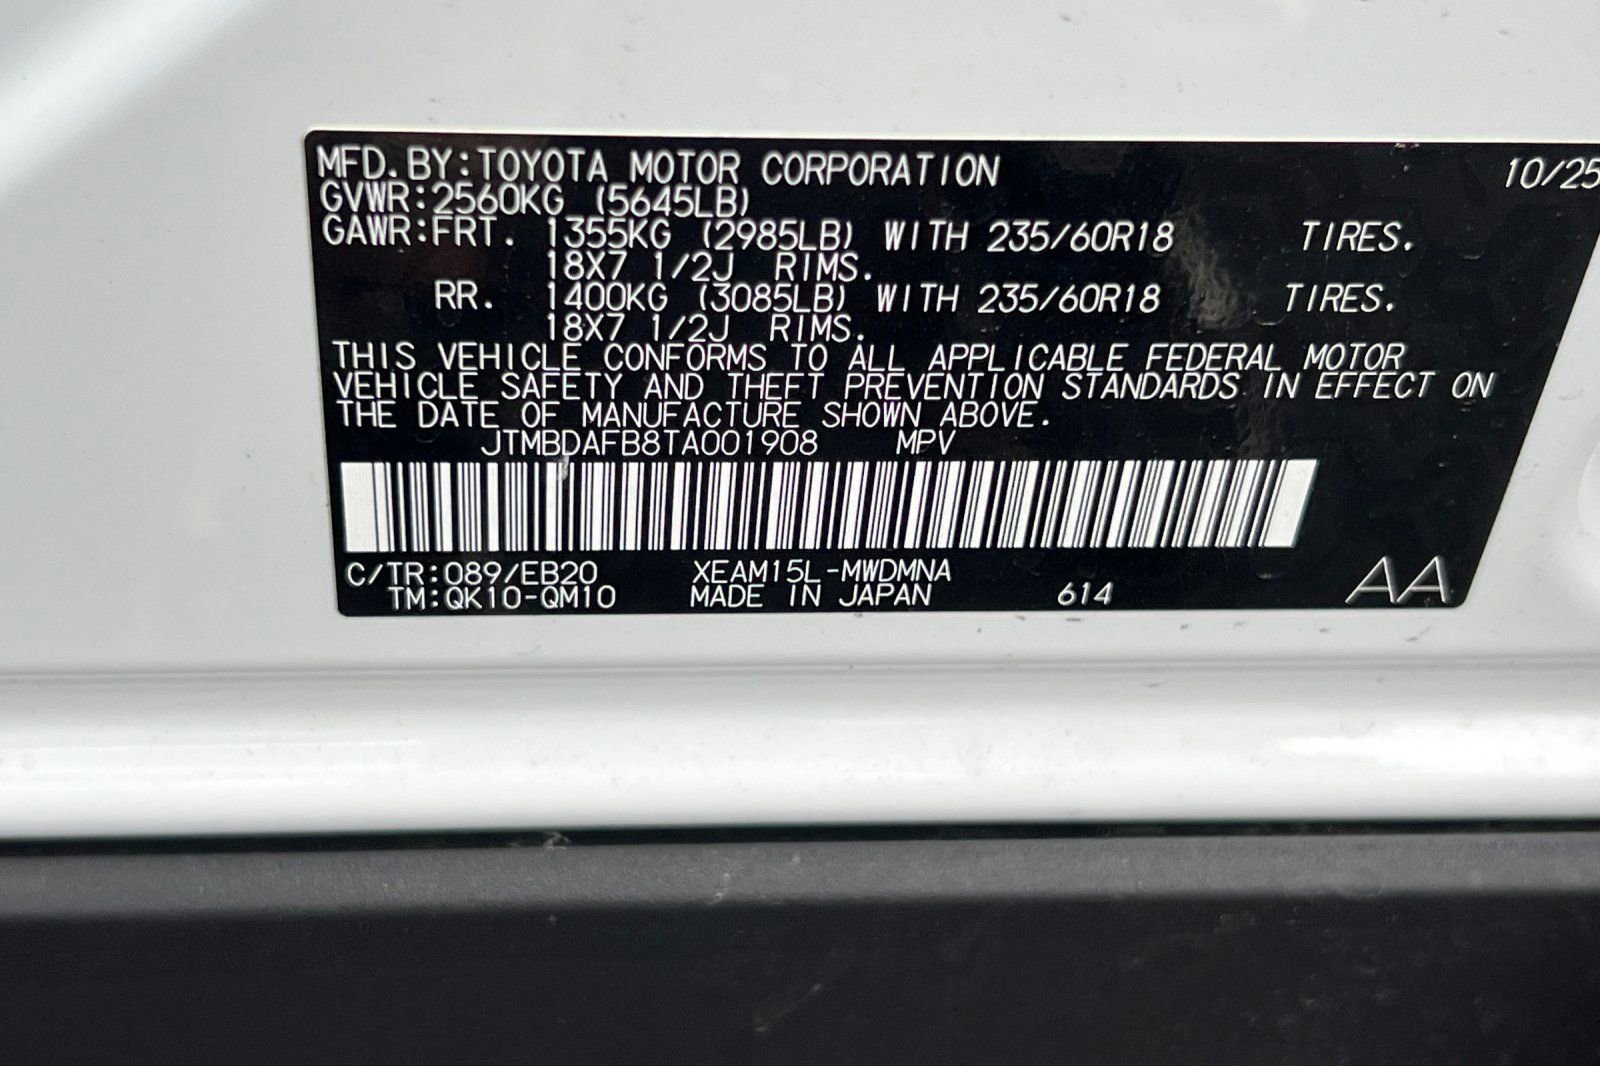 MFD. BY:TOYOTA MOTOR CORPORATION 10/25
GVWR:2560KG (5645LB)
GAWR:FRT. 1355KG (2985LB) WITH 235/60R18 TIRES.
18X7 1/2J RIMS.
RR. 1400KG (3085LB) WITH 235/60R18 TIRES.
18X7 1/2J RIMS.
THIS VEHICLE CONFORMS TO ALL APPLICABLE FEDERAL MOTOR
VEHICLE SAFETY AND THEFT PREVENTION STANDARDS IN EFFECT ON
THE DATE OF MANUFACTURE SHOWN ABOVE.
JTMBDAFB8TA001908 MPV
C/TR:089/EB20 XEAM15L-MWDMNA AA
TM:QK10-QM10 MADE IN JAPAN 614